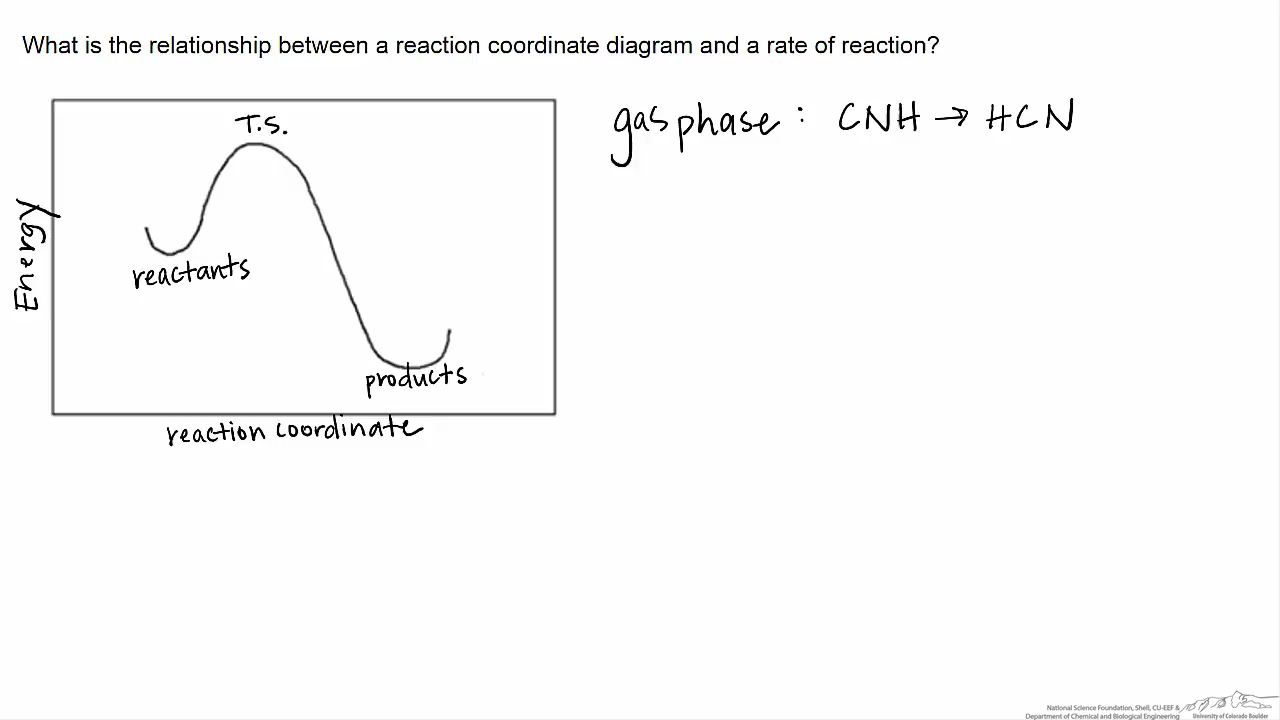 What is the relationship between a reaction coordinate diagram and a rate of reaction?
T.S.
gas phase : CNH → HCN
Energy
reactants
products
reaction coordinate
National Science Foundation, Shell, CU-EEF &
Department of Chemical and Biological Engineering
University of Colorado Boulder